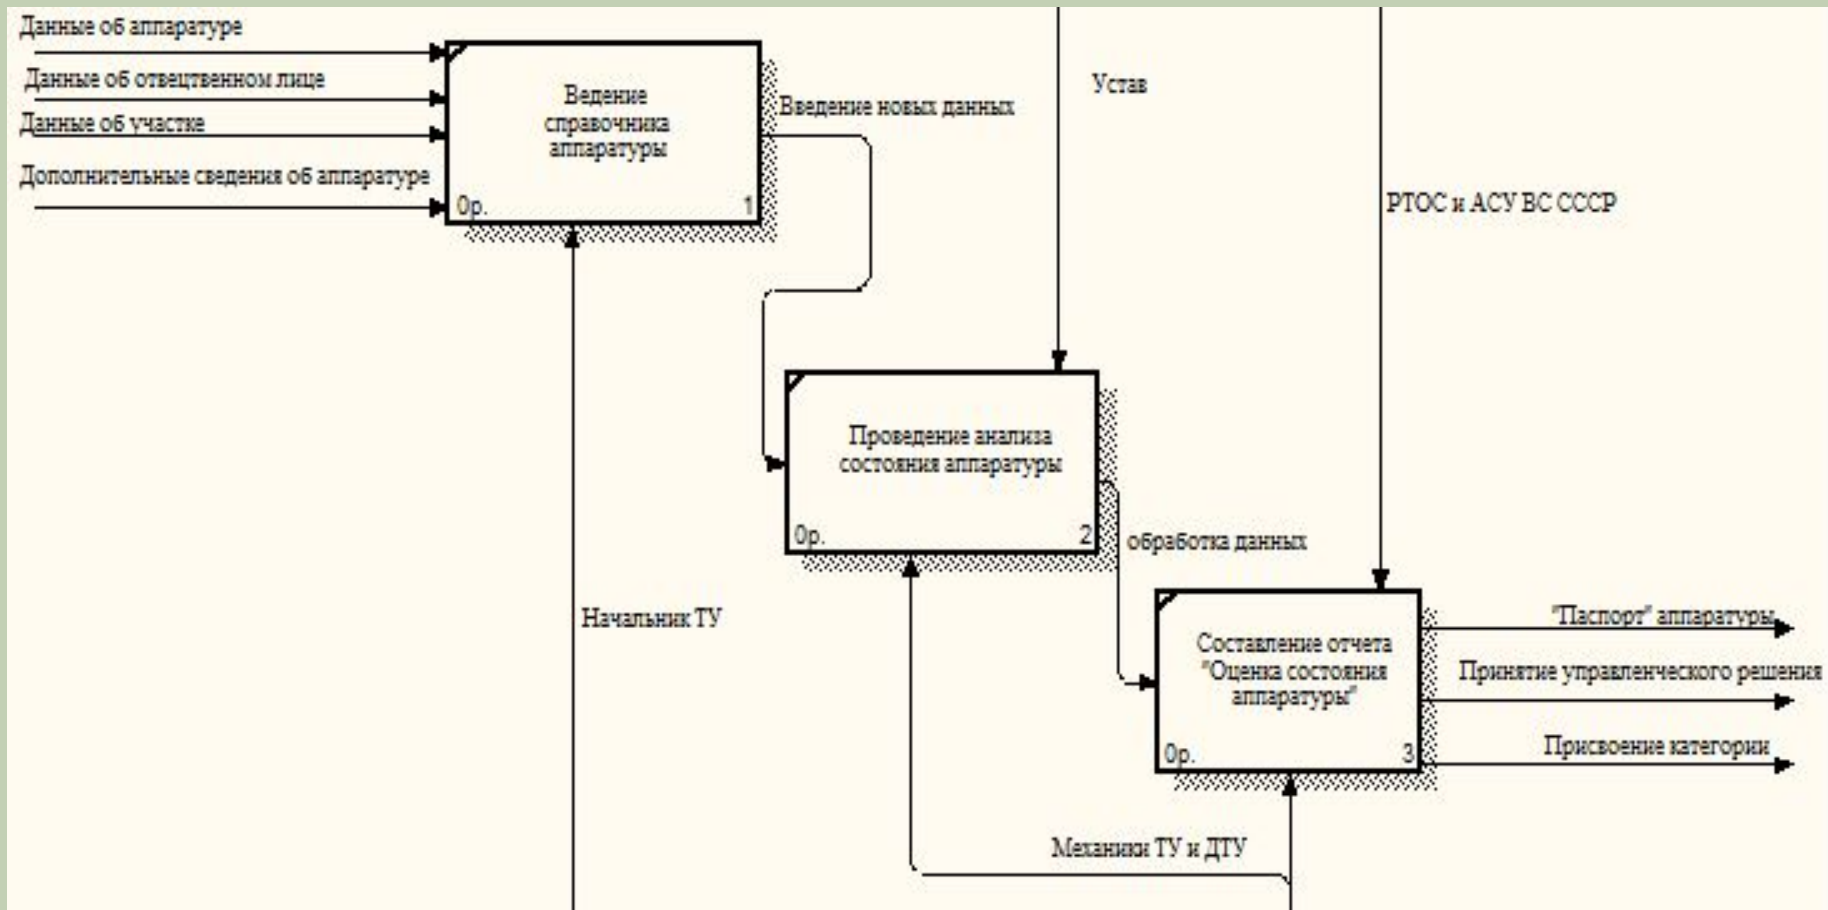 Данные об аппаратуре
Данные об отвецтвенном лице
Данные об участке
Дополнительные сведения об аппаратуре
Ведение
справочника
аппаратуры
0р.
1
Введение новых данных
Устав
РТОС и АСУ ВС СССР
Проведение анализа
состояния аппаратуры
0р.
2
обработка данных
Начальник ТУ
Составление отчета
"Оценка состояния
аппаратуры"
0р.
3
"Паспорт" аппаратуры
Принятие управленческого решения
Присвоение категории
Механики ТУ и ДТУ